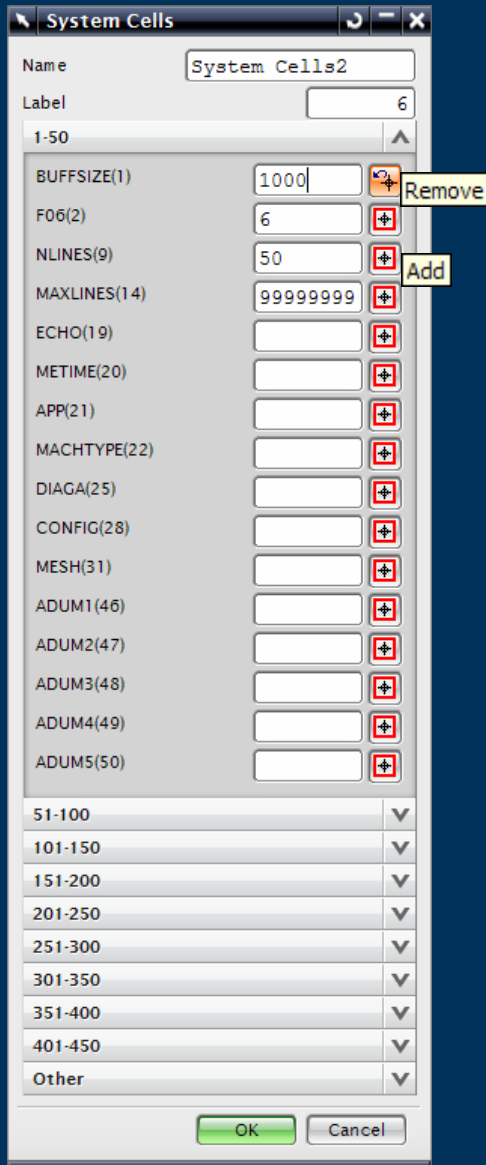 System Cells
Name System Cells2
Label 6
1-50
BUFFSIZE(1) 1000 Remove
F06(2) 6
NLINES(9) 50 Add
MAXLINES(14) 99999999
ECHO(19)
METIME(20)
APP(21)
MACHTYPE(22)
DIAGA(25)
CONFIG(28)
MESH(31)
ADUM1(46)
ADUM2(47)
ADUM3(48)
ADUM4(49)
ADUM5(50)
51-100
101-150
151-200
201-250
251-300
301-350
351-400
401-450
Other
OK Cancel